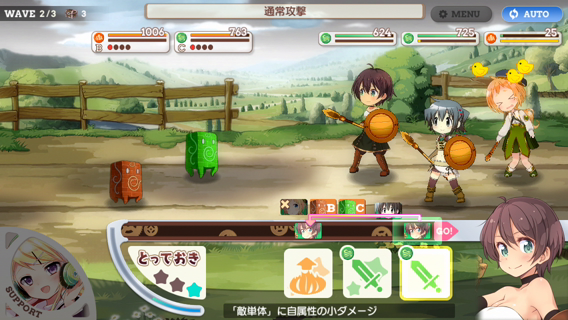 WAVE 2/3 3
通常攻撃
MENU
AUTO
1006
B
763
C
624
725
25
B C
GO!
とっておき
SUPPORT
「敵単体」に自属性の小ダメージ